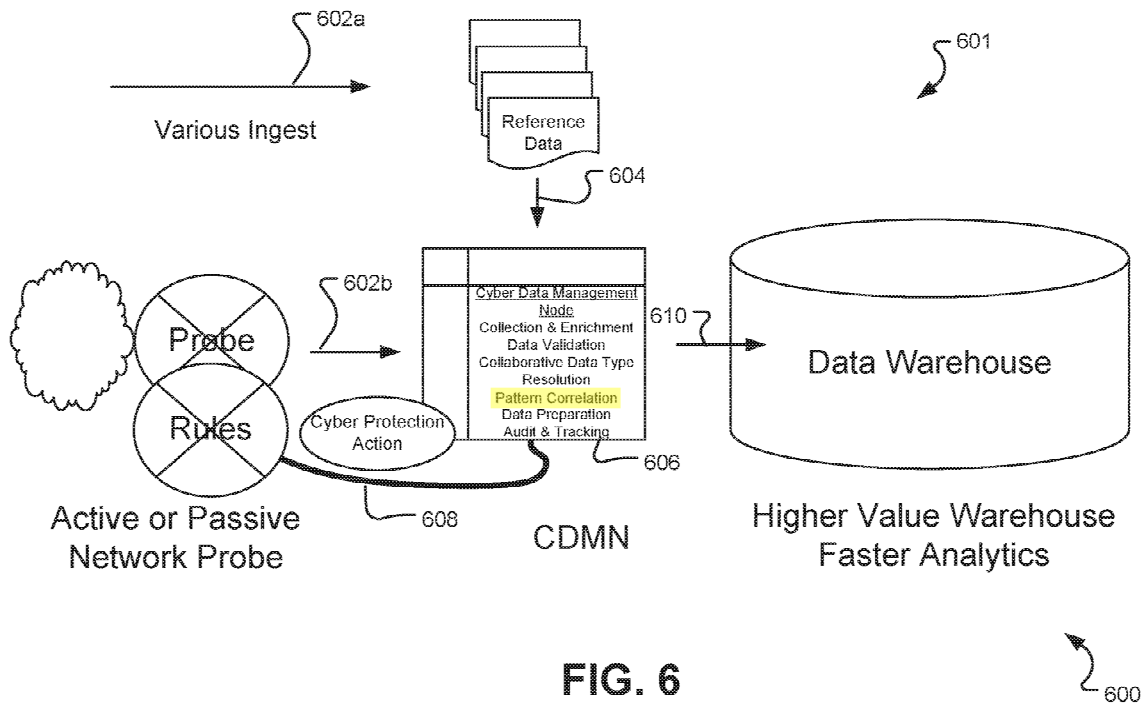 602a
601
Various Ingest
Reference
Data
604
602b
Probe
Rules
Cyber Protection
Action
Cyber Data Management
Node
Collection & Enrichment
Data Validation
Collaborative Data Type
Resolution
Pattern Correlation
Data Preparation
Audit & Tracking
610
Data Warehouse
606
608
Active or Passive
Network Probe
CDMN
Higher Value Warehouse
Faster Analytics
FIG. 6
600